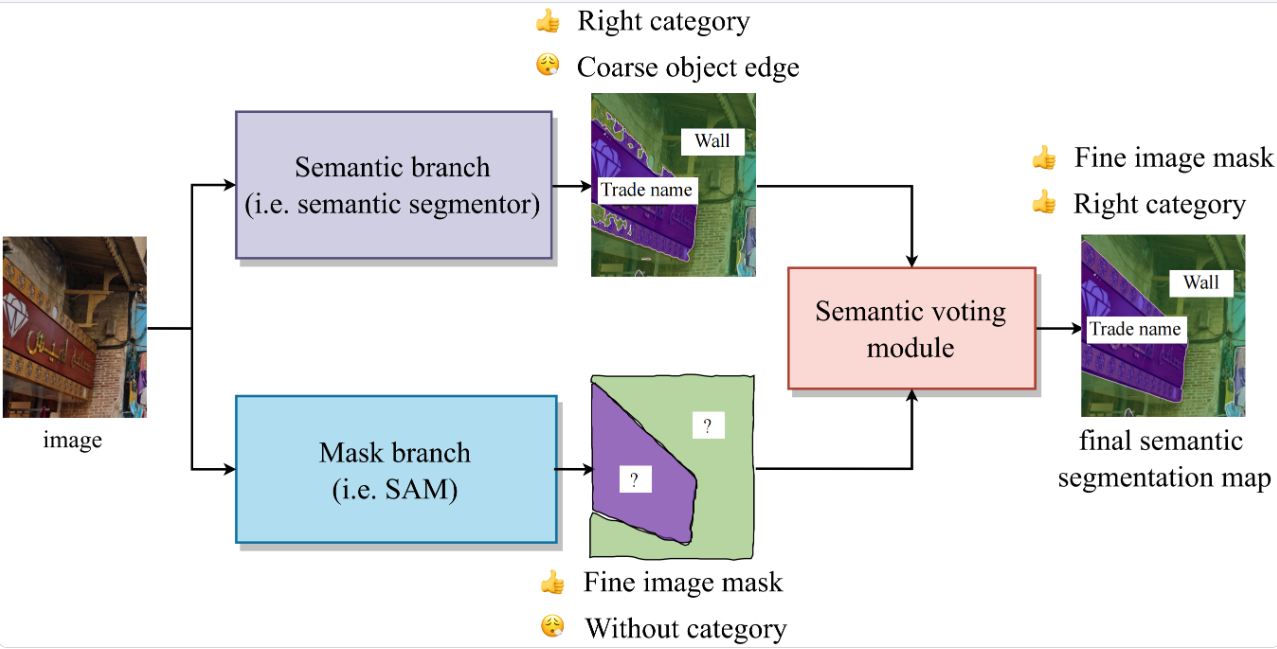 Right category
Coarse object edge
Semantic branch
(i.e. semantic segmentor)
Wall
Trade name
Fine image mask
Right category
image
Semantic voting
module
Wall
Trade name
Mask branch
(i.e. SAM)
?
?
final semantic
segmentation map
Fine image mask
Without category